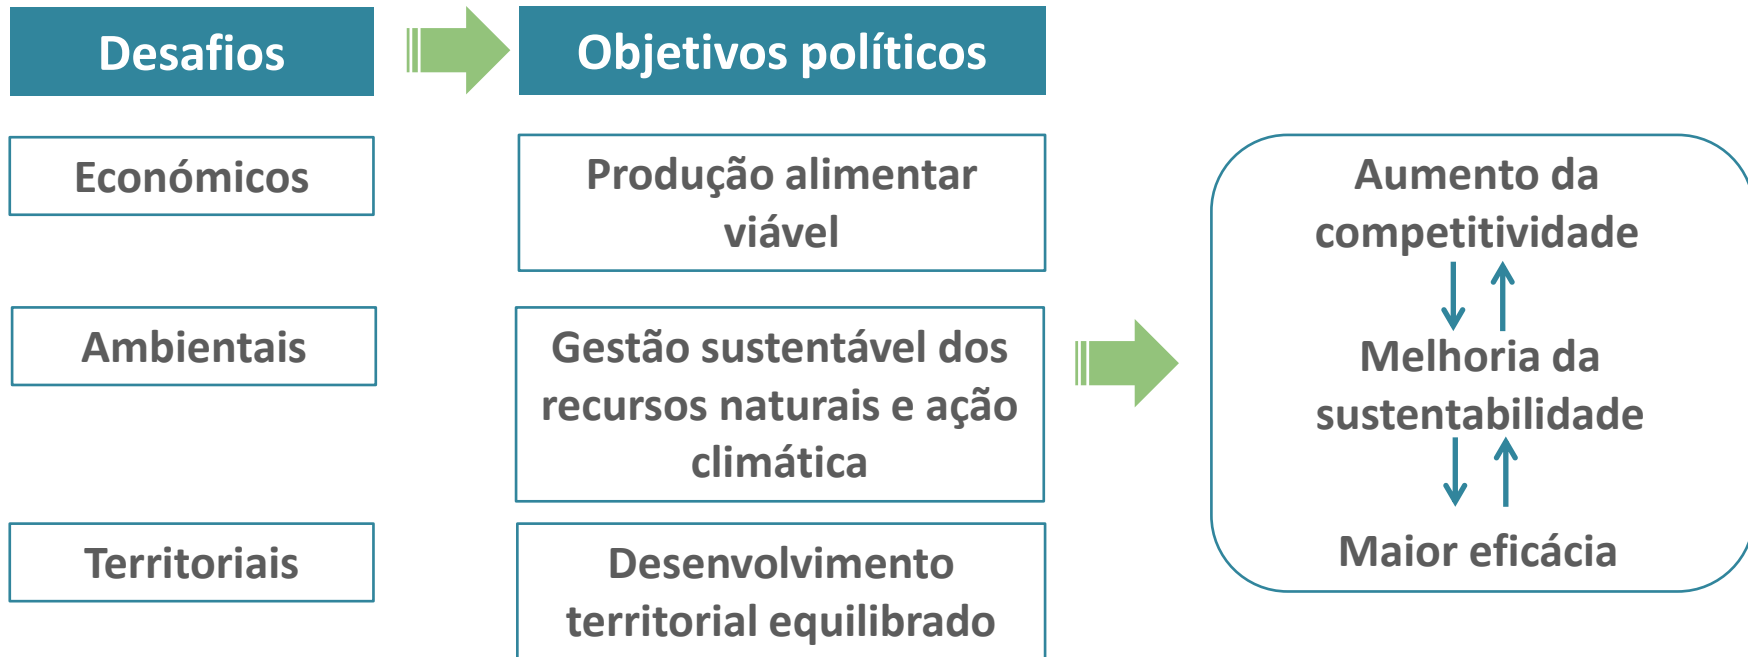 Desafios
Objetivos políticos
Económicos
Produção alimentar
viável
Ambientais
Gestão sustentável dos
recursos naturais e ação
climática
Territoriais
Desenvolvimento
territorial equilibrado
Aumento da
competitividade
Melhoria da
sustentabilidade
Maior eficácia